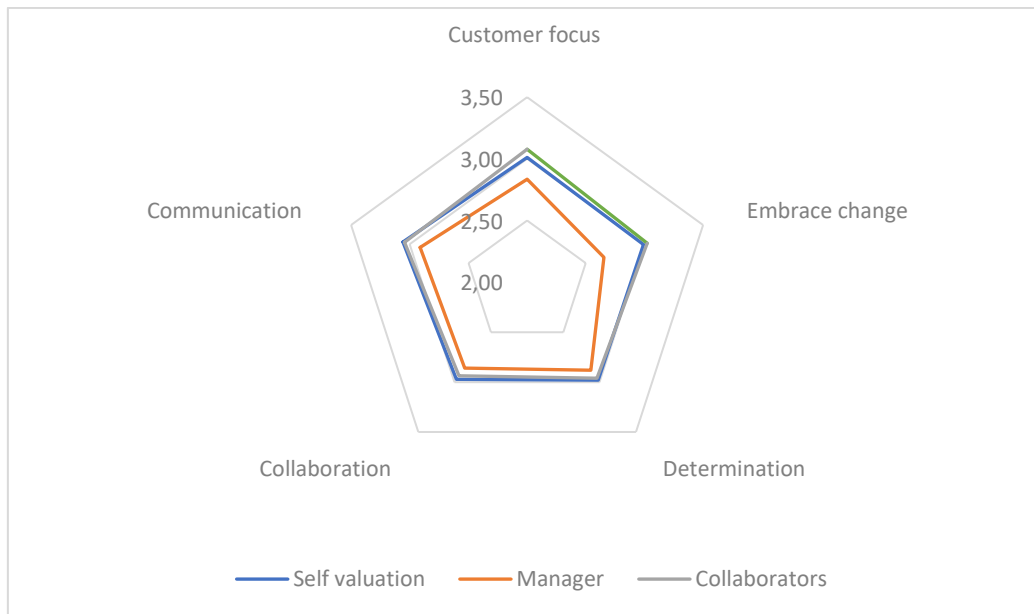 Customer focus
3,50
3,00
Communication
Embrace change
2,50
2,00
Collaboration
Determination
Self valuation
Manager
Collaborators